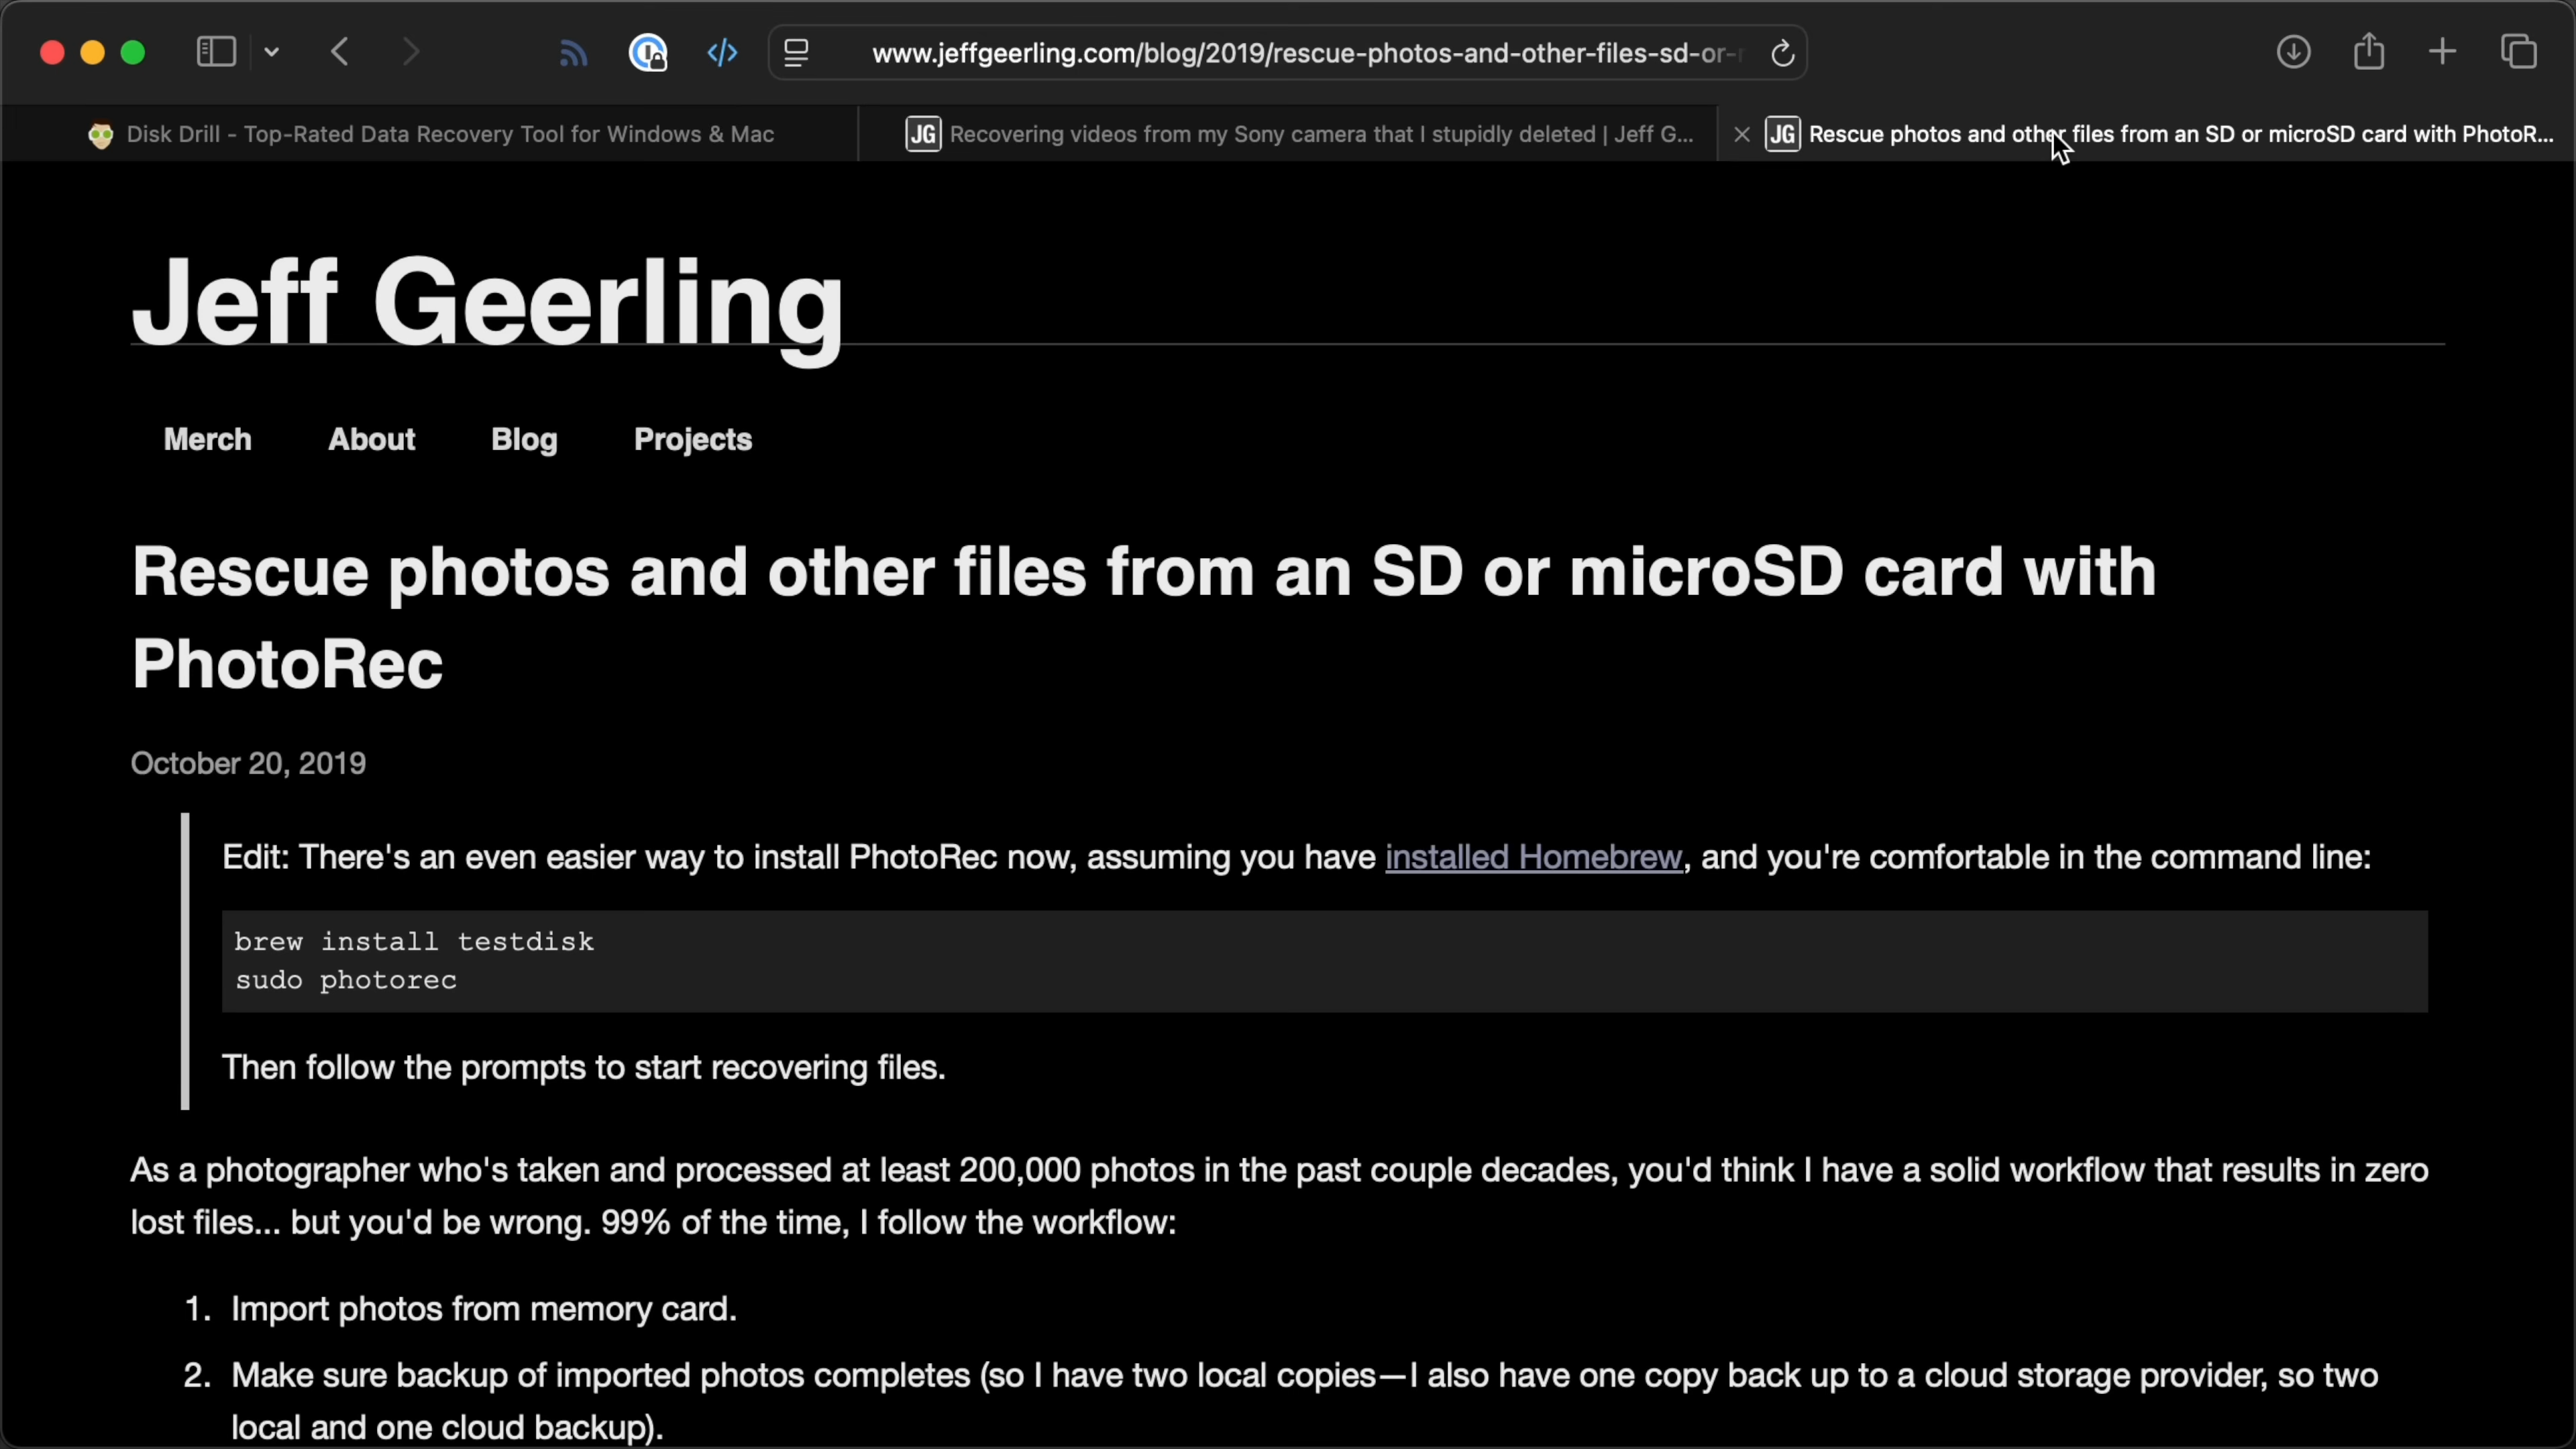 www.jeffgeerling.com/blog/2019/rescue-photos-and-other-files-sd-or-
Disk Drill - Top-Rated Data Recovery Tool for Windows & Mac
JG Recovering videos from my Sony camera that I stupidly deleted | Jeff G...
JG Rescue photos and other files from an SD or microSD card with PhotoR...
Jeff Geerling
Merch About Blog Projects
Rescue photos and other files from an SD or microSD card with
PhotoRec
October 20, 2019
Edit: There's an even easier way to install PhotoRec now, assuming you have installed Homebrew, and you're comfortable in the command line:
brew install testdisk
sudo photorec
Then follow the prompts to start recovering files.
As a photographer who's taken and processed at least 200,000 photos in the past couple decades, you'd think I have a solid workflow that results in zero
lost files... but you'd be wrong. 99% of the time, I follow the workflow:
1. Import photos from memory card.
2. Make sure backup of imported photos completes (so I have two local copies—I also have one copy back up to a cloud storage provider, so two
local and one cloud backup).